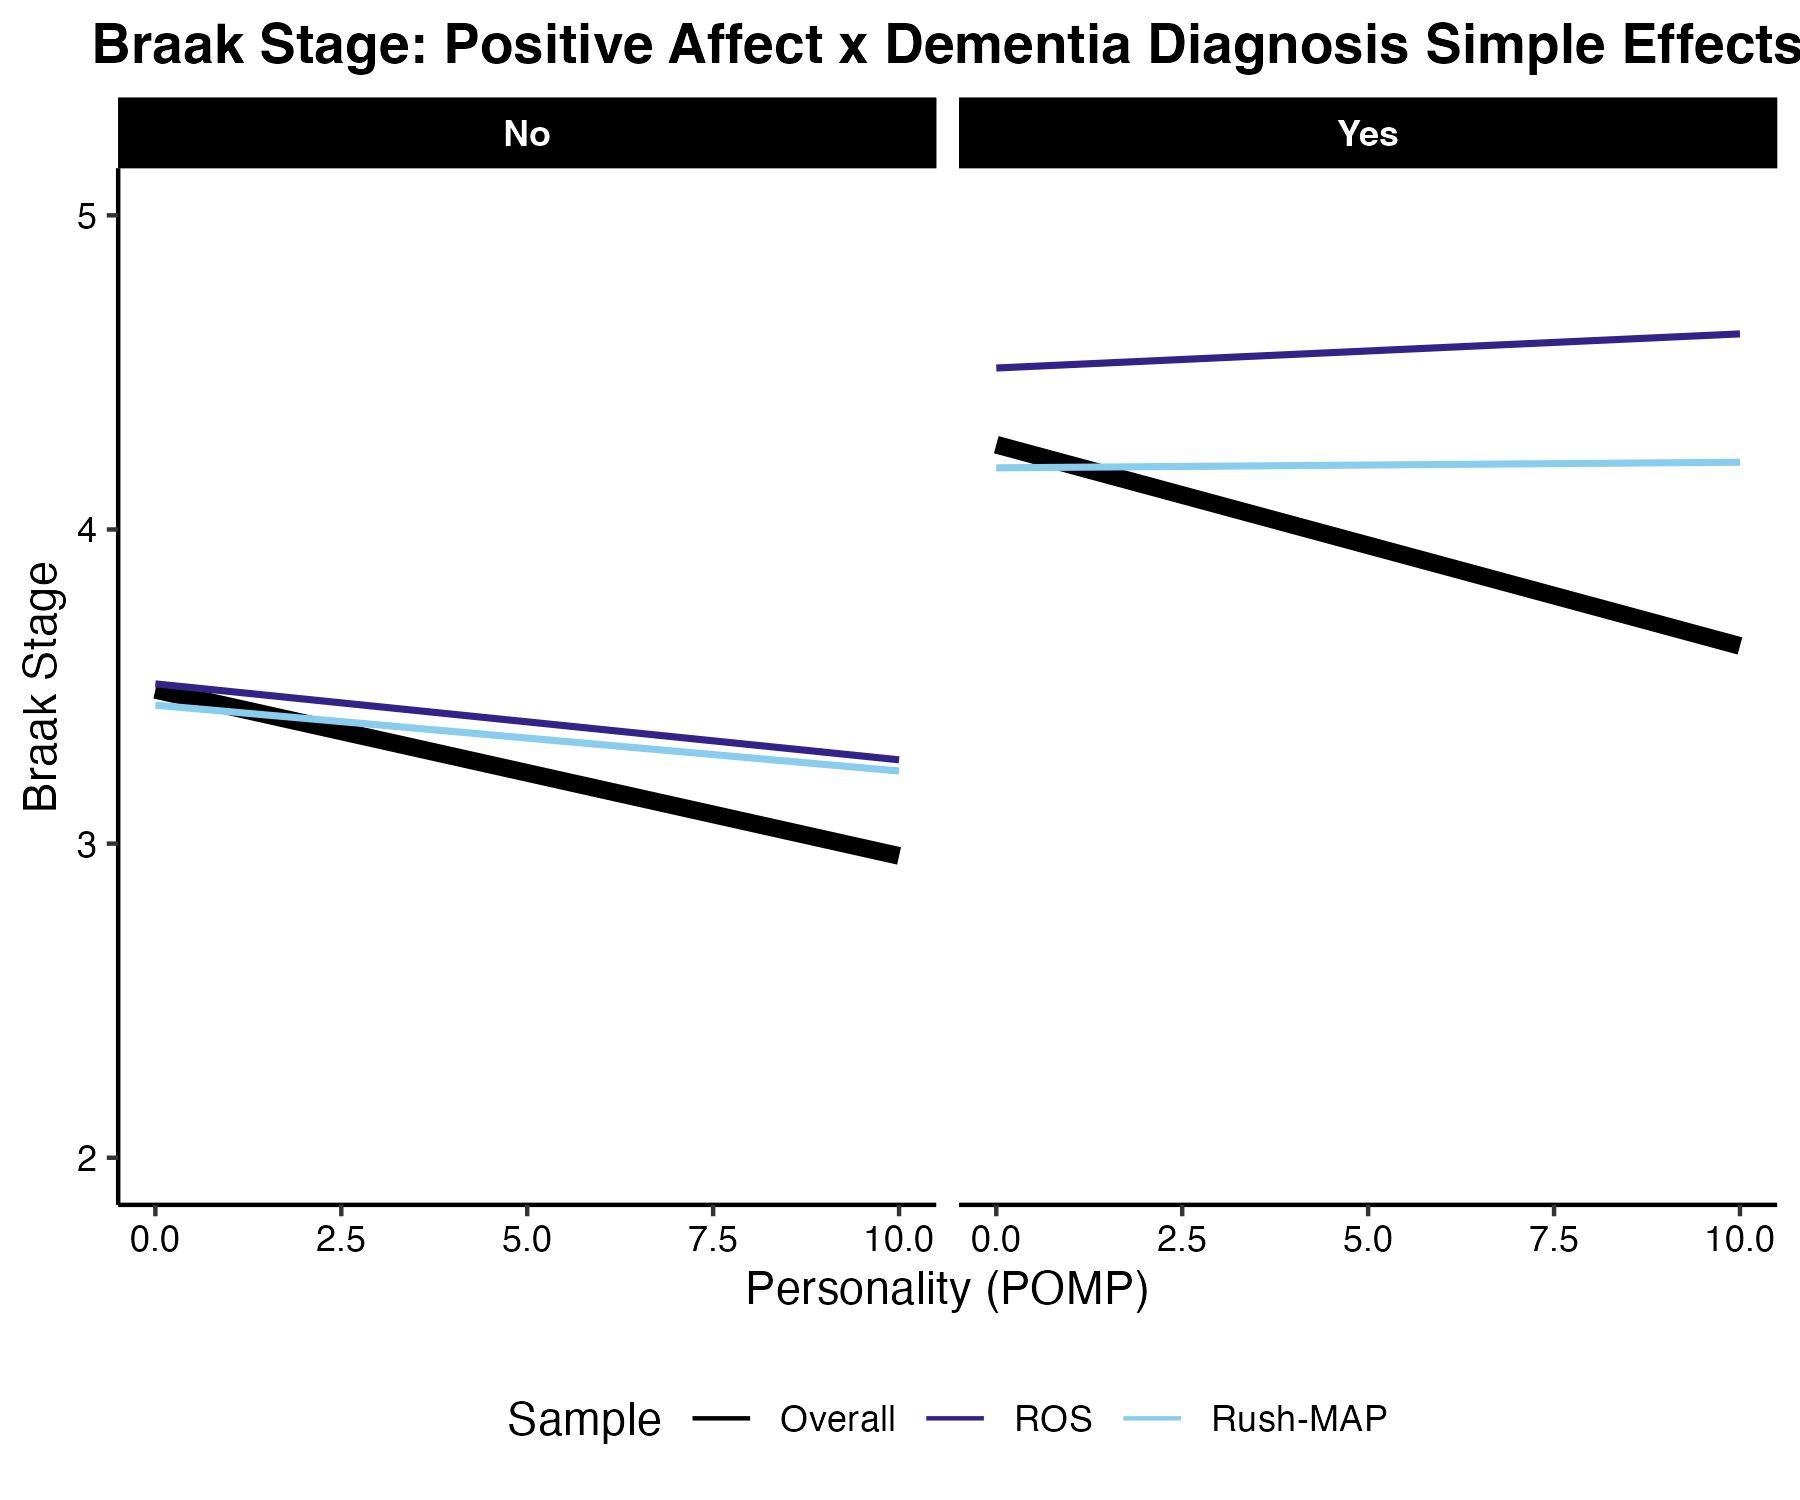 Braak Stage: Positive Affect x Dementia Diagnosis Simple Effects
No Yes
5
4
3
2
Braak Stage
0.0 2.5 5.0 7.5 10.0 0.0 2.5 5.0 7.5 10.0
Personality (POMP)
Sample Overall ROS Rush-MAP